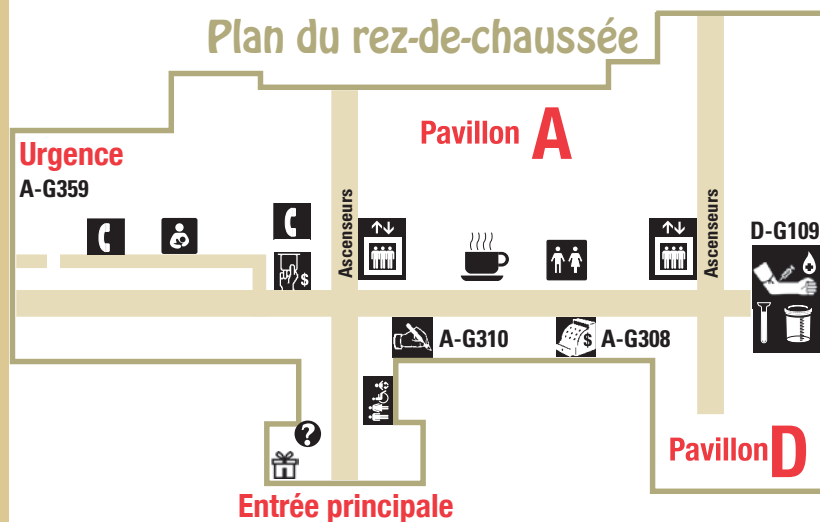 Plan du rez-de-chaussée
Pavillon A
Urgence
A-G359
Ascenseurs
Ascenseurs
D-G109
$
A-G310
$ A-G308
?
Pavillon D
Entrée principale